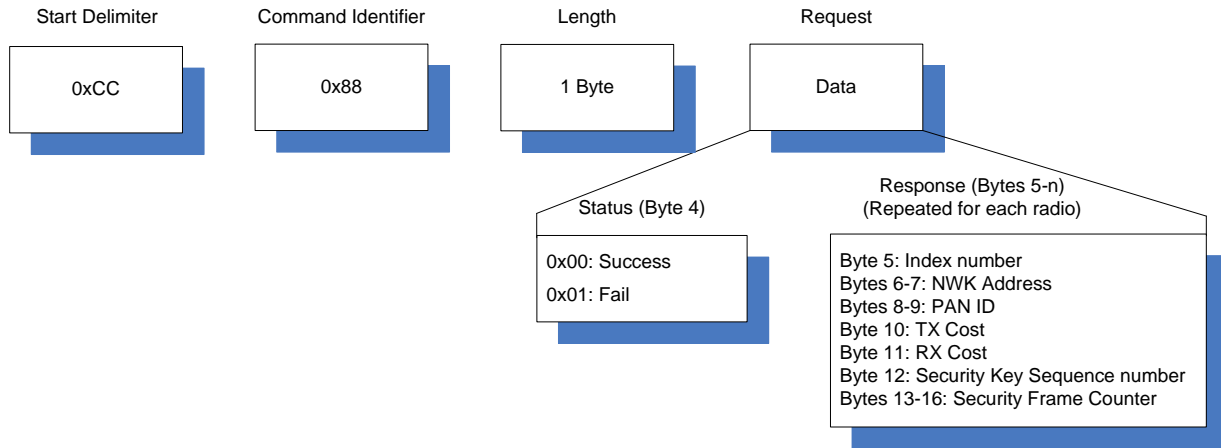 Start Delimiter
Command Identifier
Length
Request
0xCC
0x88
1 Byte
Data
Status (Byte 4)
0x00: Success
0x01: Fail
Response (Bytes 5-n)
(Repeated for each radio)
Byte 5: Index number
Bytes 6-7: NWK Address
Bytes 8-9: PAN ID
Byte 10: TX Cost
Byte 11: RX Cost
Byte 12: Security Key Sequence number
Bytes 13-16: Security Frame Counter